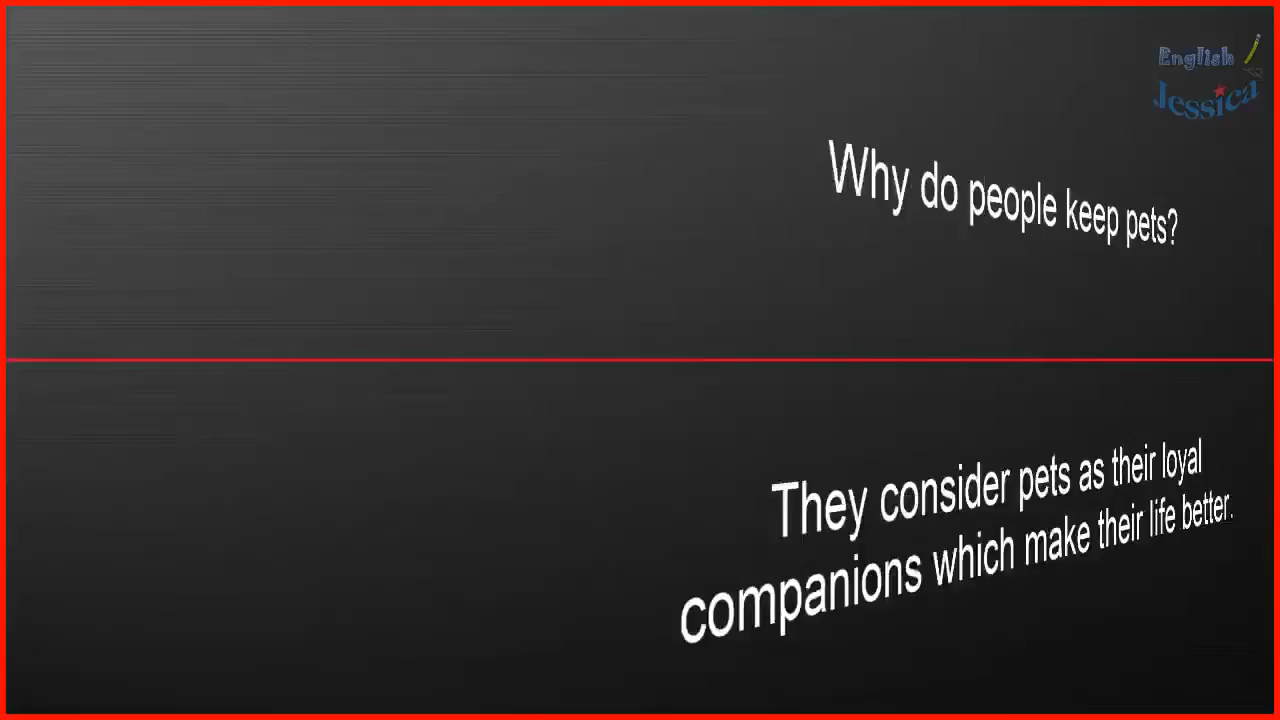 English
Jessica
Why do people keep pets?
They consider pets as their loyal
companions which make their life better.